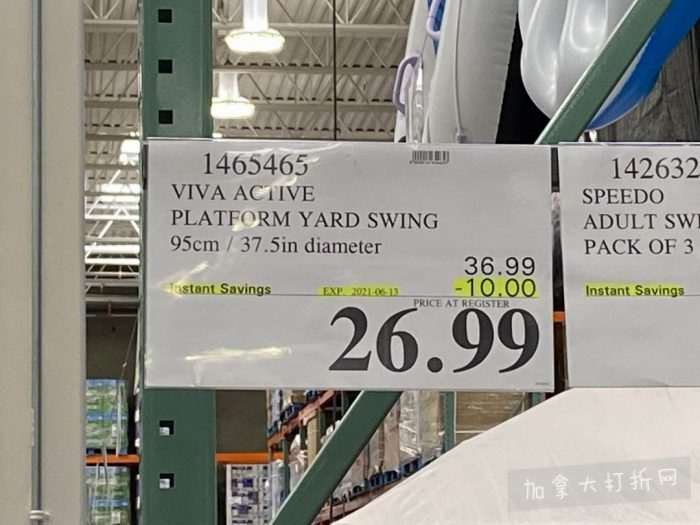 1465465
VIVA ACTIVE
PLATFORM YARD SWING
95cm / 37.5in diameter
36.99
Instant Savings EXP. 2021-06-13 -10.00
PRICE AT REGISTER
26.99
142632
SPEEDO
ADULT SWI
PACK OF 3
Instant Savings
加拿大打折网